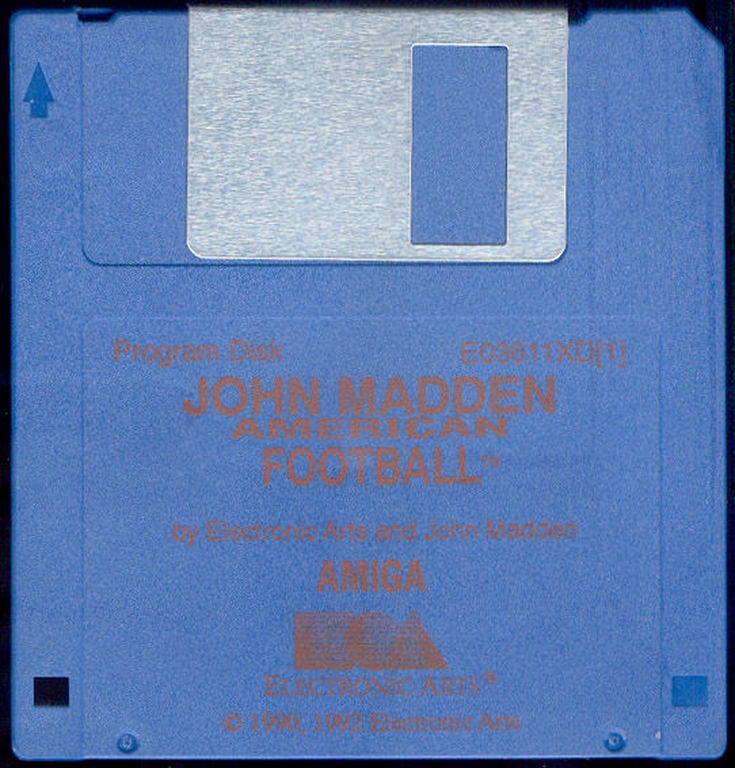 Program Disk E03611XD[1]
JOHN MADDEN
AMERICAN
FOOTBALL™
by Electronic Arts and John Madden
AMIGA
EA
ELECTRONIC ARTS®
© 1990, 1992 Electronic Arts